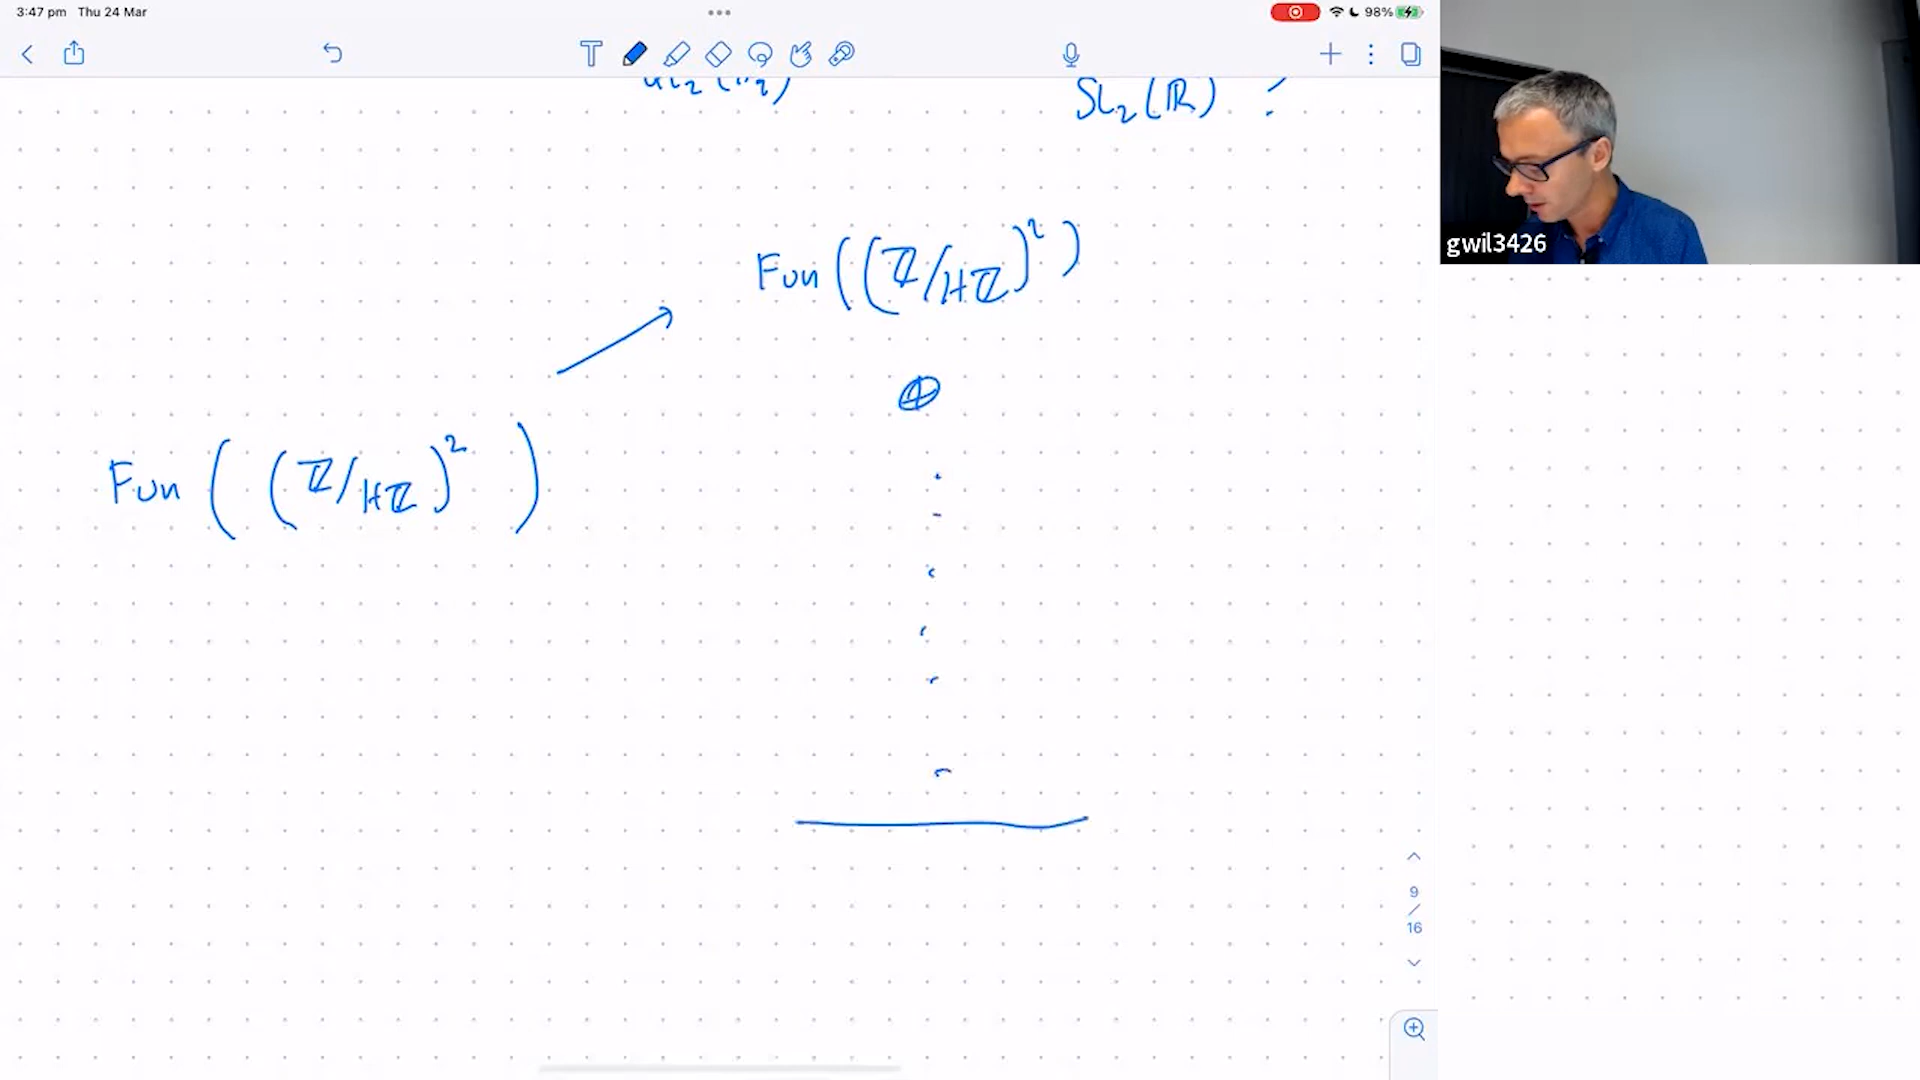 3:47 pm Thu 24 Mar
98%
SL₂(ℝ) ?
gwil3426
Fun((ℤ/Hℤ)²)
⊕
Fun((ℤ/Hℤ)²)
9
/
16